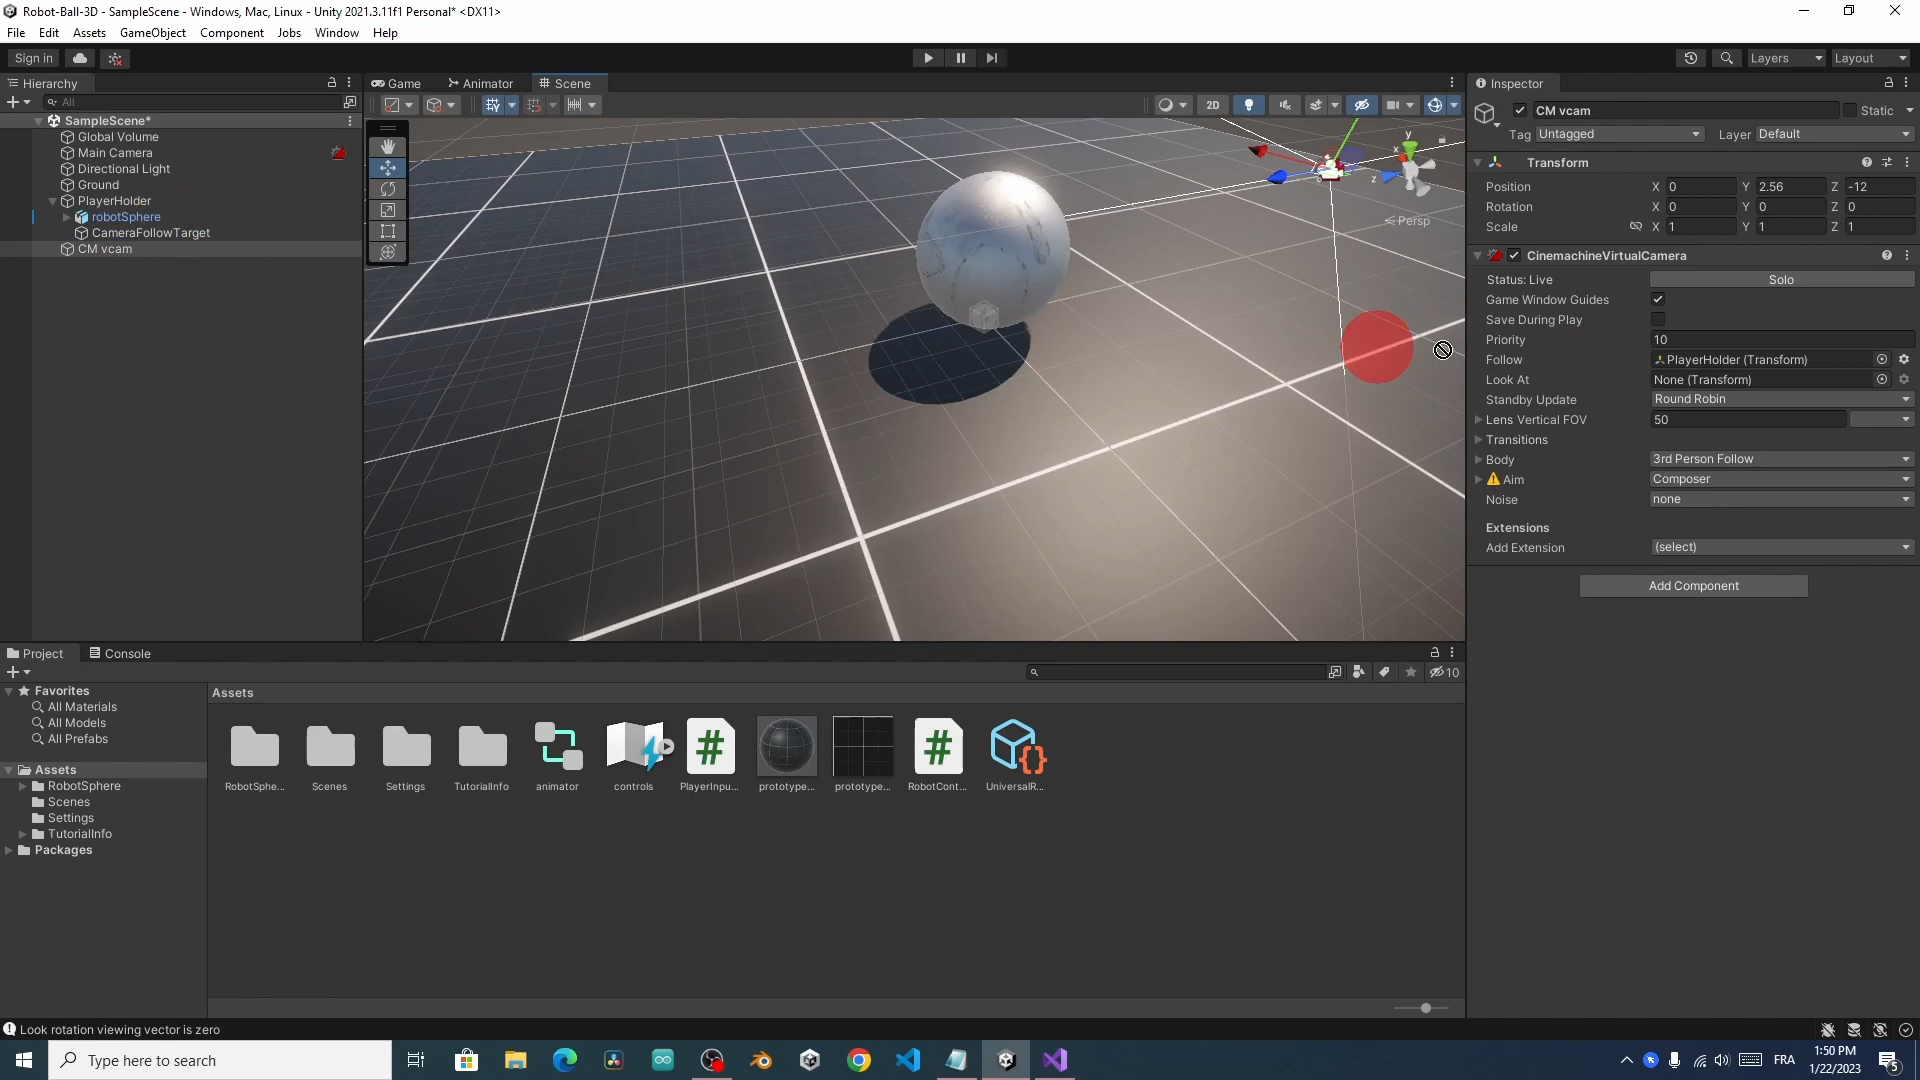 Robot-Ball-3D - SampleScene - Windows, Mac, Linux - Unity 2021.3.11f1 Personal* <DX11>
File Edit Assets GameObject Component Jobs Window Help
Sign in
Layers
Layout
Hierarchy
All
SampleScene*
Global Volume
Main Camera
Directional Light
Ground
PlayerHolder
robotSphere
CameraFollowTarget
CM vcam
Game Animator Scene
2D
y
x
z
Persp
Inspector
CM vcam Static
Tag Untagged Layer Default
Transform
Position X 0 Y 2.56 Z -12
Rotation X 0 Y 0 Z 0
Scale X 1 Y 1 Z 1
CinemachineVirtualCamera
Status: Live Solo
Game Window Guides
Save During Play
Priority 10
Follow PlayerHolder (Transform)
Look At None (Transform)
Standby Update Round Robin
Lens Vertical FOV 50
Transitions
Body 3rd Person Follow
Aim Composer
Noise none
Extensions
Add Extension (select)
Add Component
Project Console
10
Favorites
All Materials
All Models
All Prefabs
Assets
RobotSphere
Scenes
Settings
TutorialInfo
Packages
Assets
RobotSphe... Scenes Settings TutorialInfo animator controls PlayerInpu... prototype... prototype... RobotCont... UniversalR...
Look rotation viewing vector is zero
Type here to search
FRA
1:50 PM
1/22/2023
5